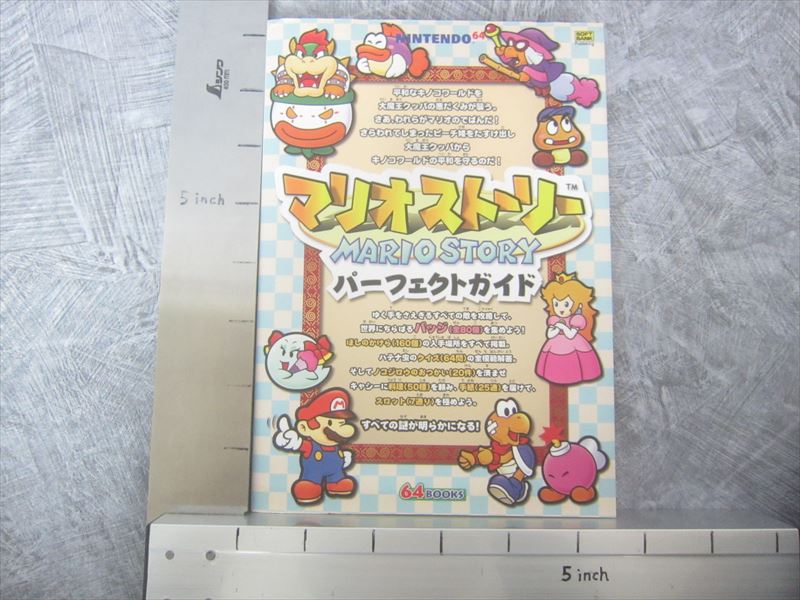 NINTENDO 64
SOFT BANK
Publishing
平和なキノコワールドを
大魔王クッパの悪だくみが襲う。
さあ、われらがマリオのでばんだ!
さらわれてしまったピーチ姫をたすけ出し
大魔王クッパから
キノコワールドの平和を守るのだ!
マリオストーリー™
MARIO STORY
パーフェクトガイド
ゆく手をさえぎるすべての敵を攻略して、
世界にちらばるバッジ(全80個)を集めよう!
ほしのかけら(160個)の入手場所をすべて掲載。
ハテナ虫のクイズ(64問)の全模範解答。
そしてノコジロウのおつかい(20件)を済ませ
キャシーに料理(50種)を頼み、手紙(25通)を届けて、
スロット(7通り)を極めよう。
すべての謎が明らかになる!
64 BOOKS
シンワ
5 inch
5 inch